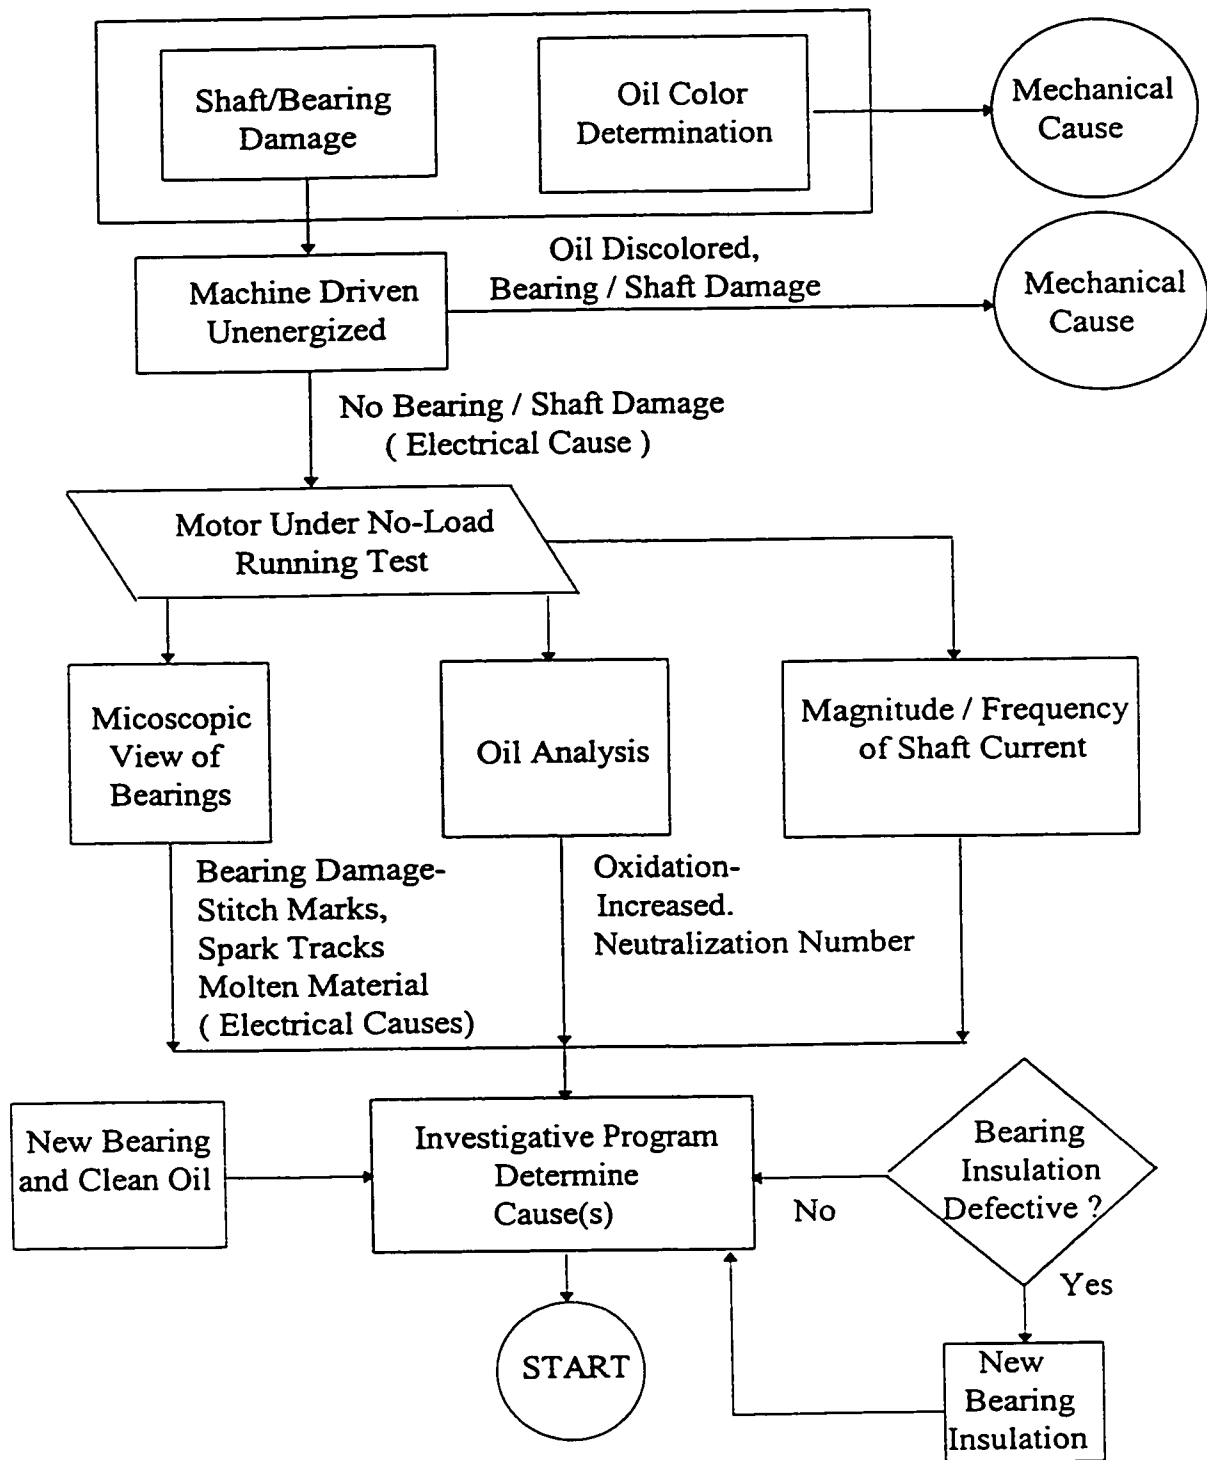 Shaft/Bearing
Damage
Oil Color
Determination
Mechanical
Cause
Machine Driven
Unenergized
Oil Discolored,
Bearing / Shaft Damage
Mechanical
Cause
No Bearing / Shaft Damage
( Electrical Cause )
Motor Under No-Load
Running Test
Micoscopic
View of
Bearings
Oil Analysis
Magnitude / Frequency
of Shaft Current
Bearing Damage-
Stitch Marks,
Spark Tracks
Molten Material
( Electrical Causes)
Oxidation-
Increased.
Neutralization Number
New Bearing
and Clean Oil
Investigative Program
Determine
Cause(s)
Bearing
Insulation
Defective ?
No
Yes
START
New
Bearing
Insulation